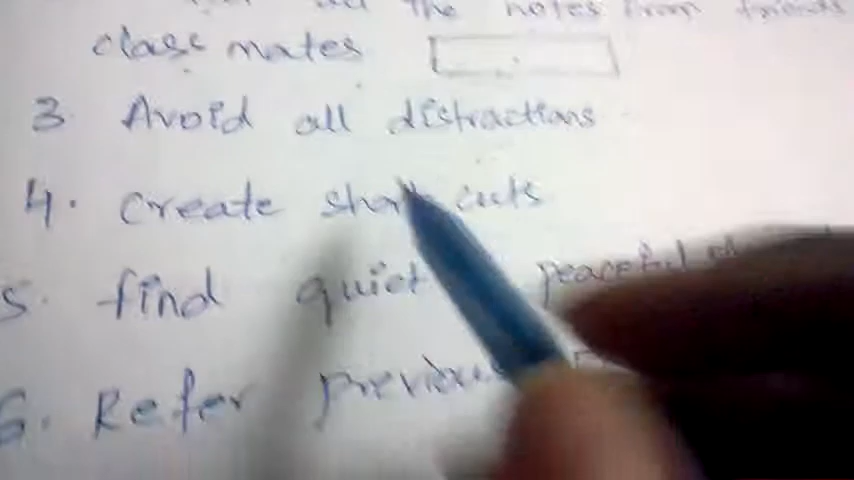 all the notes from friends
class mates
3. Avoid all distractions
4. Create short cuts
5. find quiet peaceful
6. Refer